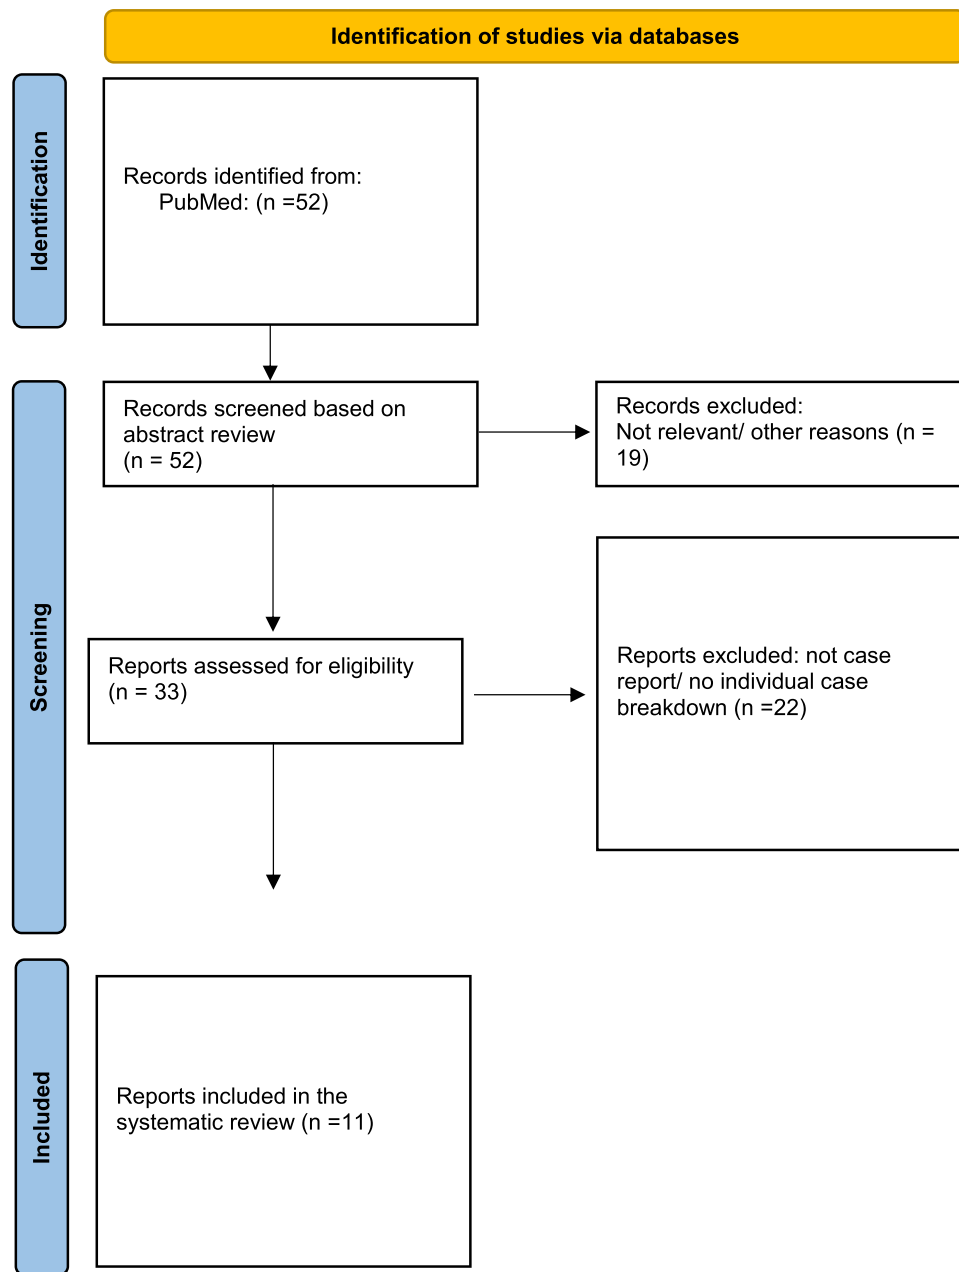 Identification of studies via databases
Identification
Records identified from:
PubMed: (n =52)
Screening
Records screened based on
abstract review
(n = 52)
Records excluded:
Not relevant/ other reasons (n =
19)
Reports assessed for eligibility
(n = 33)
Reports excluded: not case
report/ no individual case
breakdown (n =22)
Included
Reports included in the
systematic review (n =11)